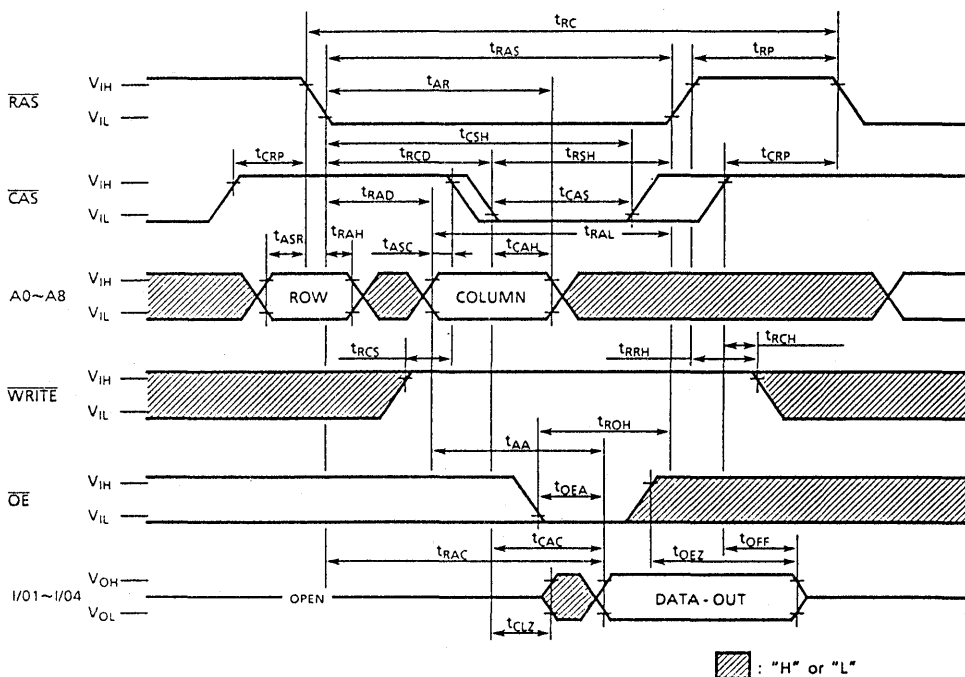 tRC
tRAS
tRP
tAR
RAS
VIH
VIL
tCSH
tCRP
tRCD
tRSH
tCRP
CAS
VIH
VIL
tRAD
tCAS
tRAL
tASR
tRAH
tASC
tCAH
A0~A8
VIH
VIL
ROW
COLUMN
tRCS
tRRH
tRCH
WRITE
VIH
VIL
tROH
tAA
OE
VIH
VIL
tOEA
tCAC
tOFF
tRAC
tOEZ
I/01~I/04
VOH
VOL
OPEN
DATA-OUT
tCLZ
: "H" or "L"